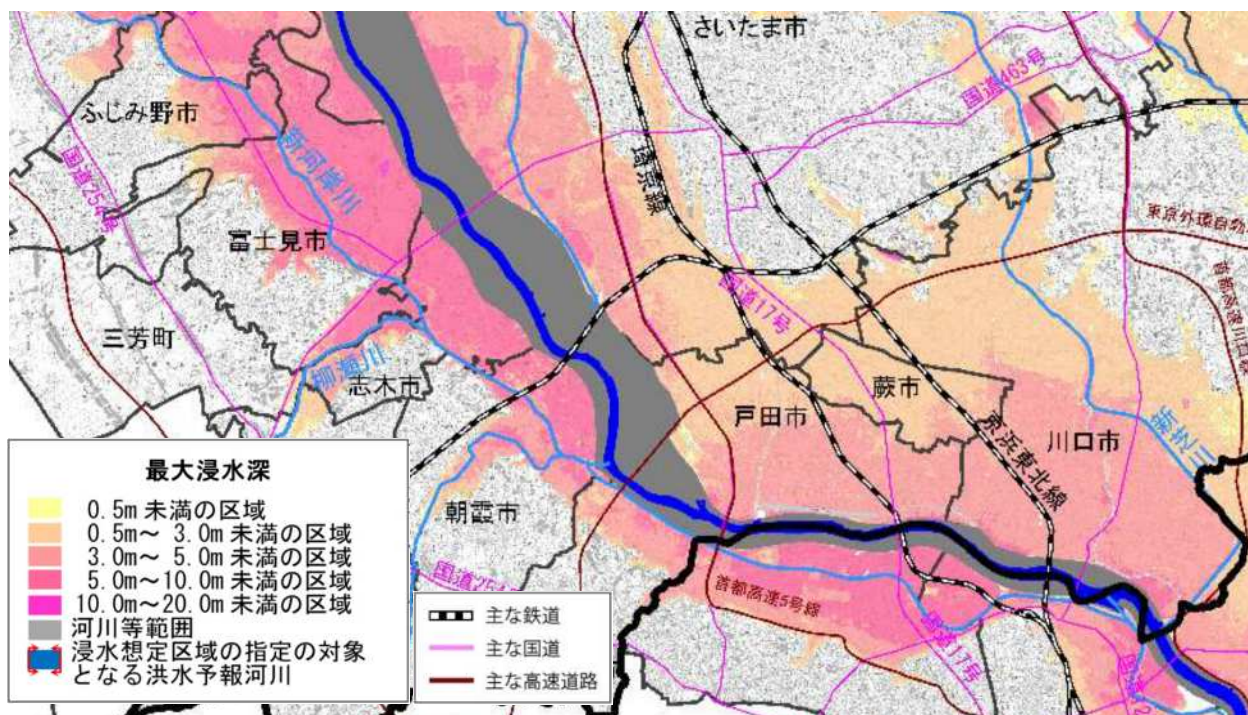 さいたま市
ふじみ野市
国道463号
新河岸川
埼京線
国道254号
東京外環自動
富士見市
国道17号
三芳町
柳瀬川
志木市
蕨市
戸田市
京浜東北線
川口市
新芝川
朝霞市
首都高速5号線
国道17号
最大浸水深
0.5m 未満の区域
0.5m～ 3.0m 未満の区域
3.0m～ 5.0m 未満の区域
5.0m～10.0m 未満の区域
10.0m～20.0m 未満の区域
河川等範囲
浸水想定区域の指定の対象
となる洪水予報河川
主な鉄道
主な国道
主な高速道路